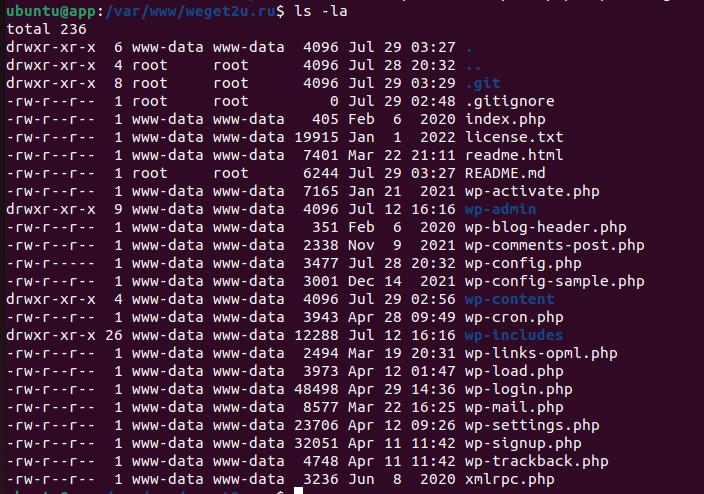 ubuntu@app:/var/www/weget2u.ru$ ls -la
total 236
drwxr-xr-x  6 www-data www-data  4096 Jul 29 03:27 .
drwxr-xr-x  4 root     root      4096 Jul 28 20:32 ..
drwxr-xr-x  8 root     root      4096 Jul 29 03:29 .git
-rw-r--r--  1 root     root         0 Jul 29 02:48 .gitignore
-rw-r--r--  1 www-data www-data   405 Feb  6  2020 index.php
-rw-r--r--  1 www-data www-data 19915 Jan  1  2022 license.txt
-rw-r--r--  1 www-data www-data  7401 Mar 22 21:11 readme.html
-rw-r--r--  1 root     root      6244 Jul 29 03:27 README.md
-rw-r--r--  1 www-data www-data  7165 Jan 21  2021 wp-activate.php
drwxr-xr-x  9 www-data www-data  4096 Jul 12 16:16 wp-admin
-rw-r--r--  1 www-data www-data   351 Feb  6  2020 wp-blog-header.php
-rw-r--r--  1 www-data www-data  2338 Nov  9  2021 wp-comments-post.php
-rw-r-----  1 www-data www-data  3477 Jul 28 20:32 wp-config.php
-rw-r--r--  1 www-data www-data  3001 Dec 14  2021 wp-config-sample.php
drwxr-xr-x  4 www-data www-data  4096 Jul 29 02:56 wp-content
-rw-r--r--  1 www-data www-data  3943 Apr 28 09:49 wp-cron.php
drwxr-xr-x 26 www-data www-data 12288 Jul 12 16:16 wp-includes
-rw-r--r--  1 www-data www-data  2494 Mar 19 20:31 wp-links-opml.php
-rw-r--r--  1 www-data www-data  3973 Apr 12 01:47 wp-load.php
-rw-r--r--  1 www-data www-data 48498 Apr 29 14:36 wp-login.php
-rw-r--r--  1 www-data www-data  8577 Mar 22 16:25 wp-mail.php
-rw-r--r--  1 www-data www-data 23706 Apr 12 09:26 wp-settings.php
-rw-r--r--  1 www-data www-data 32051 Apr 11 11:42 wp-signup.php
-rw-r--r--  1 www-data www-data  4748 Apr 11 11:42 wp-trackback.php
-rw-r--r--  1 www-data www-data  3236 Jun  8  2020 xmlrpc.php